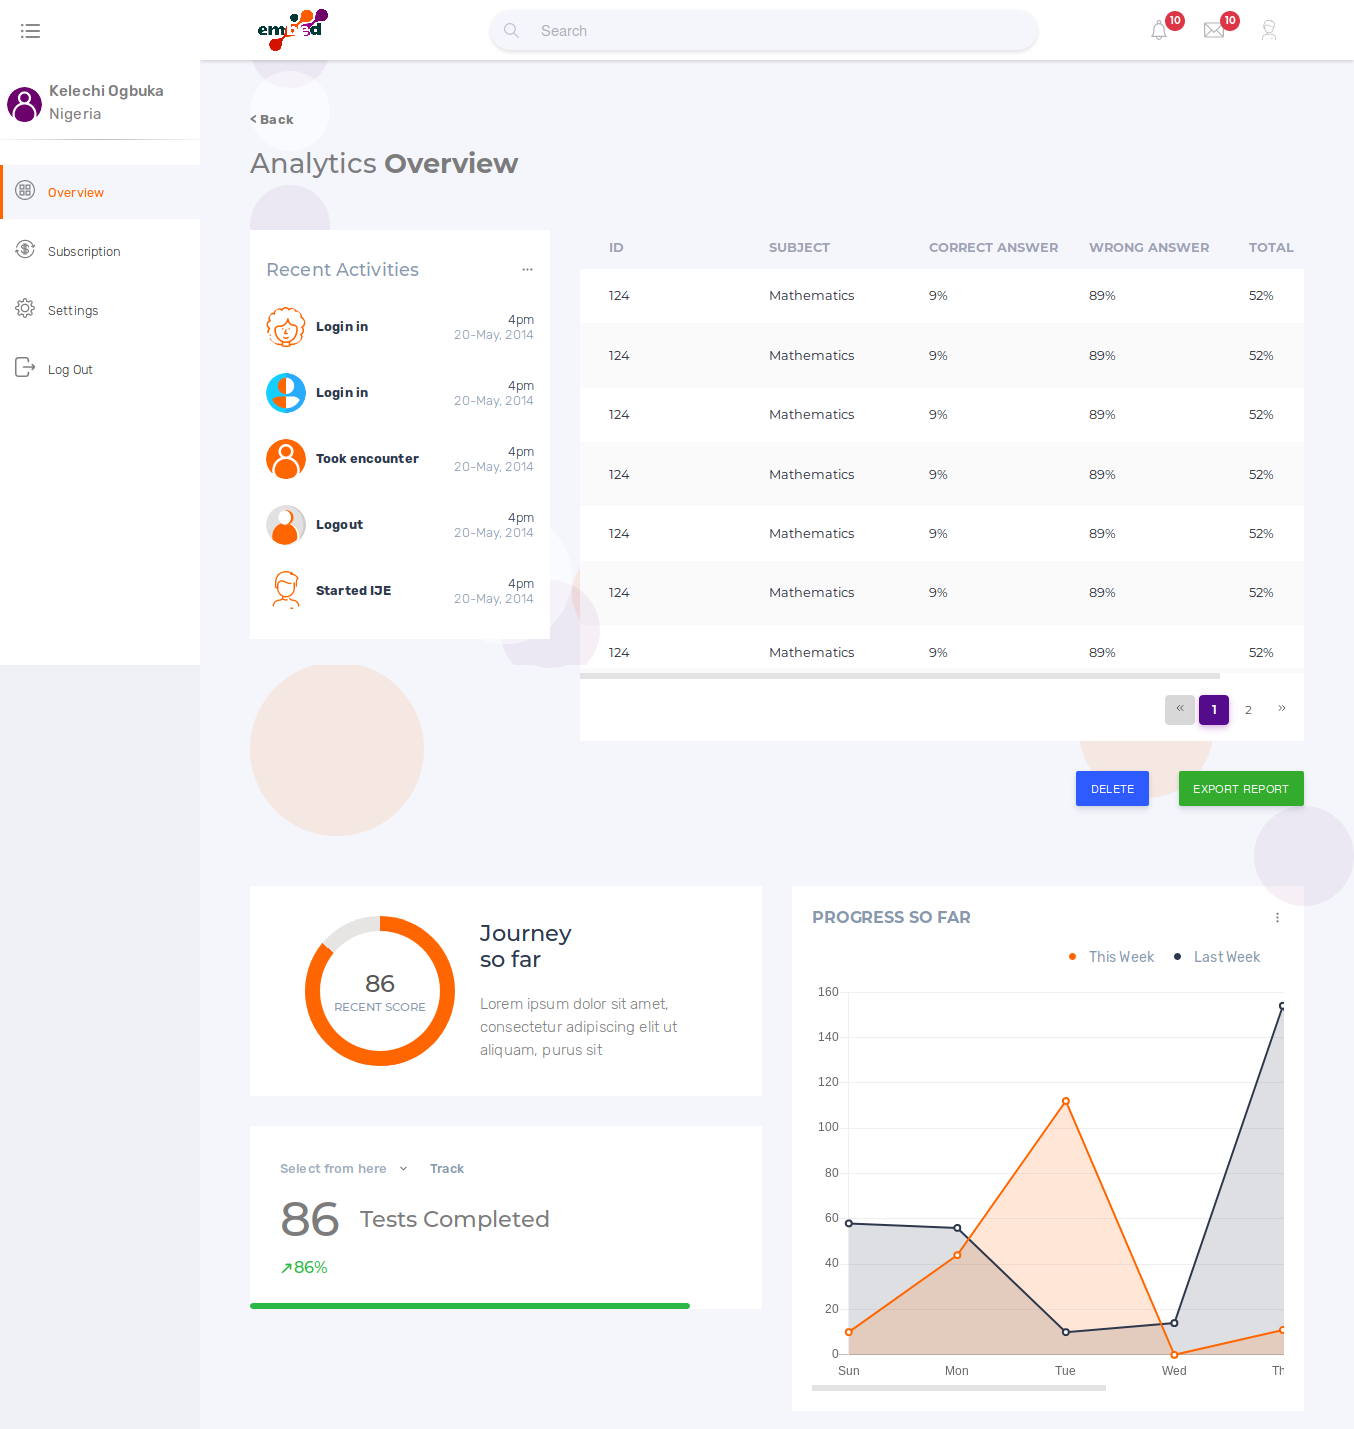 embed
Search
10
10
Kelechi Ogbuka
Nigeria
Overview
Subscription
Settings
Log Out
< Back
Analytics Overview
Recent Activities
Login in
4pm
20-May, 2014
Login in
4pm
20-May, 2014
Took encounter
4pm
20-May, 2014
Logout
4pm
20-May, 2014
Started IJE
4pm
20-May, 2014
ID SUBJECT CORRECT ANSWER WRONG ANSWER TOTAL
124 Mathematics 9% 89% 52%
124 Mathematics 9% 89% 52%
124 Mathematics 9% 89% 52%
124 Mathematics 9% 89% 52%
124 Mathematics 9% 89% 52%
124 Mathematics 9% 89% 52%
124 Mathematics 9% 89% 52%
« 1 2 »
DELETE EXPORT REPORT
86
RECENT SCORE
Journey
so far
Lorem ipsum dolor sit amet,
consectetur adipiscing elit ut
aliquam, purus sit
Select from here Track
86 Tests Completed
↗86%
PROGRESS SO FAR
This Week Last Week
160
140
120
100
80
60
40
20
0
Sun Mon Tue Wed Th